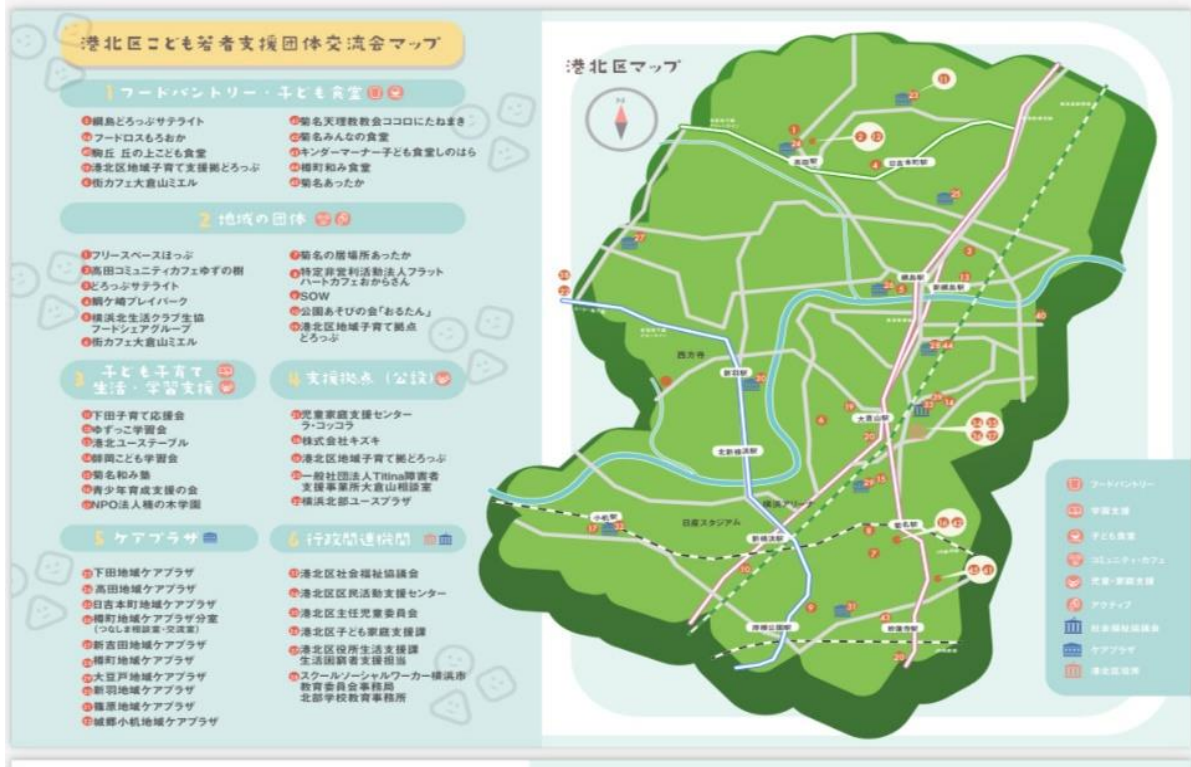 港北区こども若者支援団体交流会マップ
1 フードパントリー・子ども食堂
綱島どろっぷサテライト
フードロスもろおか
駒丘 丘の上こども食堂
港北区地域子育て支援拠どろっぷ
街カフェ大倉山ミエル
菊名天理教教会ココロにたねまき
菊名みんなの食堂
キンダーマーナー子ども食堂しのはら
樽町和み食堂
菊名あったか
2 地域の団体
フリースペースほっぷ
高田コミュニティカフェゆずの樹
どろっぷサテライト
鯛ケ崎プレイパーク
横浜北生活クラブ生協
フードシェアグループ
街カフェ大倉山ミエル
菊名の居場所あったか
特定非営利活動法人フラット
ハートカフェおからさん
SOW
公園あそびの会「おるたん」
港北区地域子育て拠点
どろっぷ
3 子ども子育て
生活・学習支援
下田子育て応援会
ゆずっこ学習会
港北ユーステーブル
師岡こども学習会
菊名和み塾
青少年育成支援の会
NPO法人楠の木学園
4 支援拠点（公設）
児童家庭支援センター
ラ・コッコラ
株式会社キズキ
港北区地域子育て拠どろっぷ
一般社団法人Titina障害者
支援事業所大倉山相談室
横浜北部ユースプラザ
5 ケアプラザ
下田地域ケアプラザ
高田地域ケアプラザ
日吉本町地域ケアプラザ
樽町地域ケアプラザ分室
(つなしま相談室・交流室)
新吉田地域ケアプラザ
樽町地域ケアプラザ
大豆戸地域ケアプラザ
新羽地域ケアプラザ
篠原地域ケアプラザ
城郷小机地域ケアプラザ
6 行政関連機関
港北区社会福祉協議会
港北区区民活動支援センター
港北区主任児童委員会
港北区子ども家庭支援課
港北区役所生活支援課
生活困窮者支援担当
スクールソーシャルワーカー横浜市
教育委員会事務局
北部学校教育事務所
港北区マップ
高田駅
日吉本町駅
綱島駅
新綱島駅
西方寺
新羽駅
大倉山駅
北新横浜駅
小机駅
日産スタジアム
横浜アリーナ
新横浜駅
菊名駅
岸根公園駅
妙蓮寺駅
フードパントリー
学習支援
子ども食堂
コミュニティ・カフェ
児童・家庭支援
アクティブ
社会福祉協議会
ケアプラザ
港北区役所